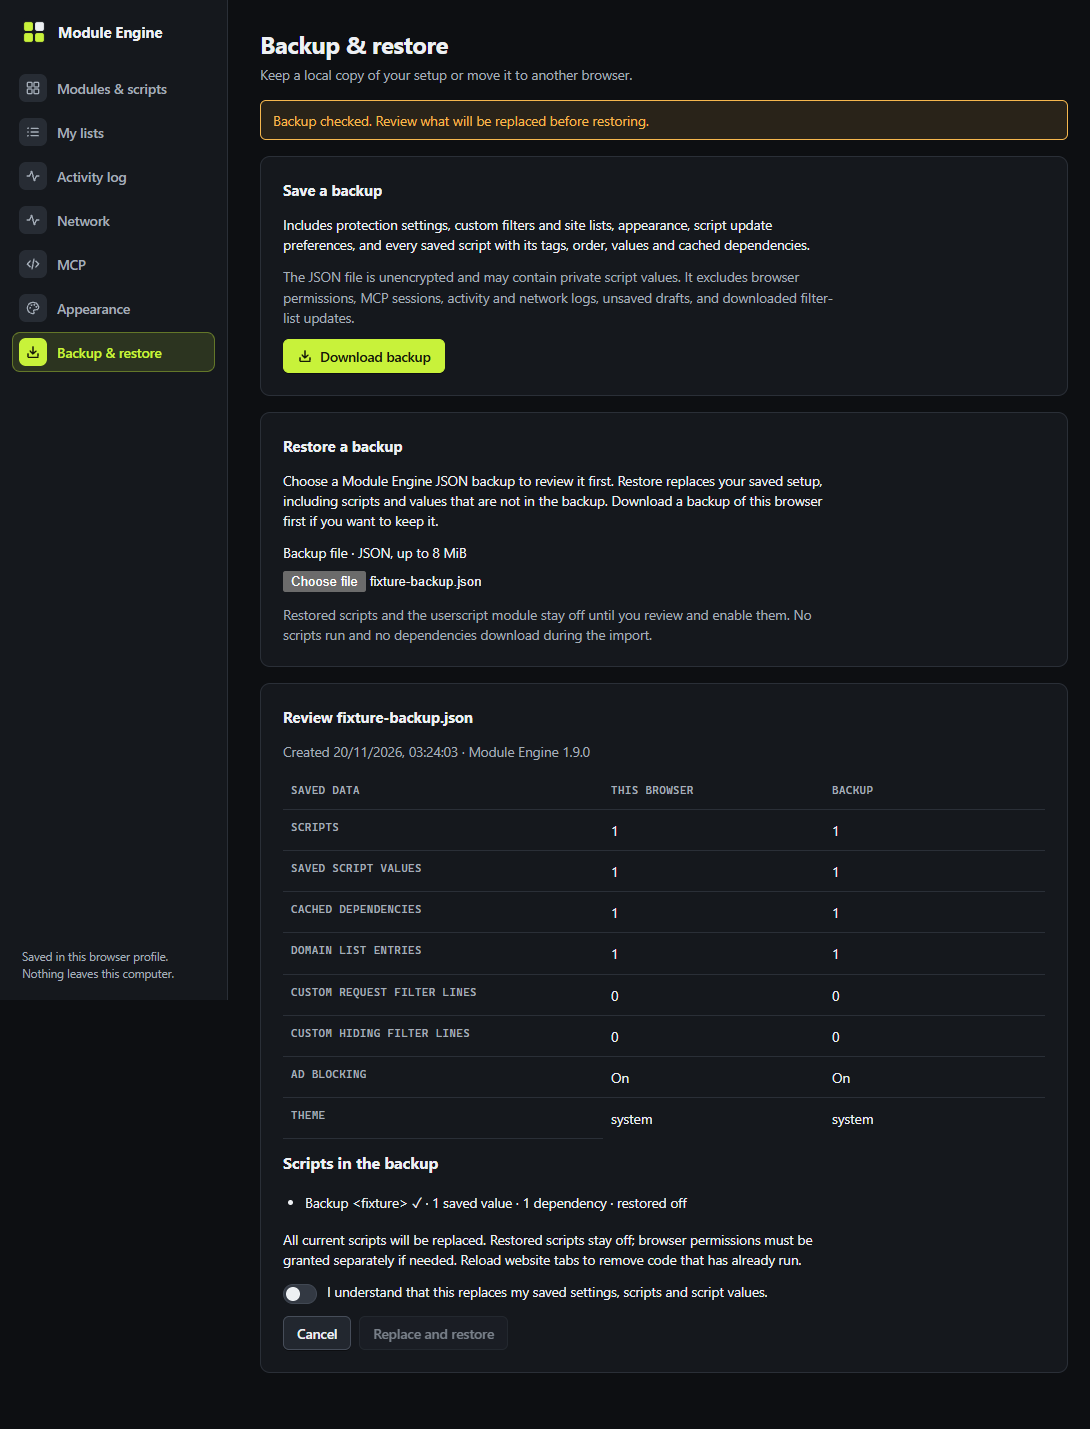 Module Engine
Modules & scripts
My lists
Activity log
Network
MCP
Appearance
Backup & restore
Saved in this browser profile.
Nothing leaves this computer.
Backup & restore
Keep a local copy of your setup or move it to another browser.
Backup checked. Review what will be replaced before restoring.
Save a backup
Includes protection settings, custom filters and site lists, appearance, script update
preferences, and every saved script with its tags, order, values and cached dependencies.
The JSON file is unencrypted and may contain private script values. It excludes browser
permissions, MCP sessions, activity and network logs, unsaved drafts, and downloaded filter-
list updates.
Download backup
Restore a backup
Choose a Module Engine JSON backup to review it first. Restore replaces your saved setup,
including scripts and values that are not in the backup. Download a backup of this browser
first if you want to keep it.
Backup file · JSON, up to 8 MiB
Choose file fixture-backup.json
Restored scripts and the userscript module stay off until you review and enable them. No
scripts run and no dependencies download during the import.
Review fixture-backup.json
Created 20/11/2026, 03:24:03 · Module Engine 1.9.0
SAVED DATA THIS BROWSER BACKUP
SCRIPTS 1 1
SAVED SCRIPT VALUES 1 1
CACHED DEPENDENCIES 1 1
DOMAIN LIST ENTRIES 1 1
CUSTOM REQUEST FILTER LINES 0 0
CUSTOM HIDING FILTER LINES 0 0
AD BLOCKING On On
THEME system system
Scripts in the backup
• Backup <fixture> ✓ · 1 saved value · 1 dependency · restored off
All current scripts will be replaced. Restored scripts stay off; browser permissions must be
granted separately if needed. Reload website tabs to remove code that has already run.
I understand that this replaces my saved settings, scripts and script values.
Cancel Replace and restore